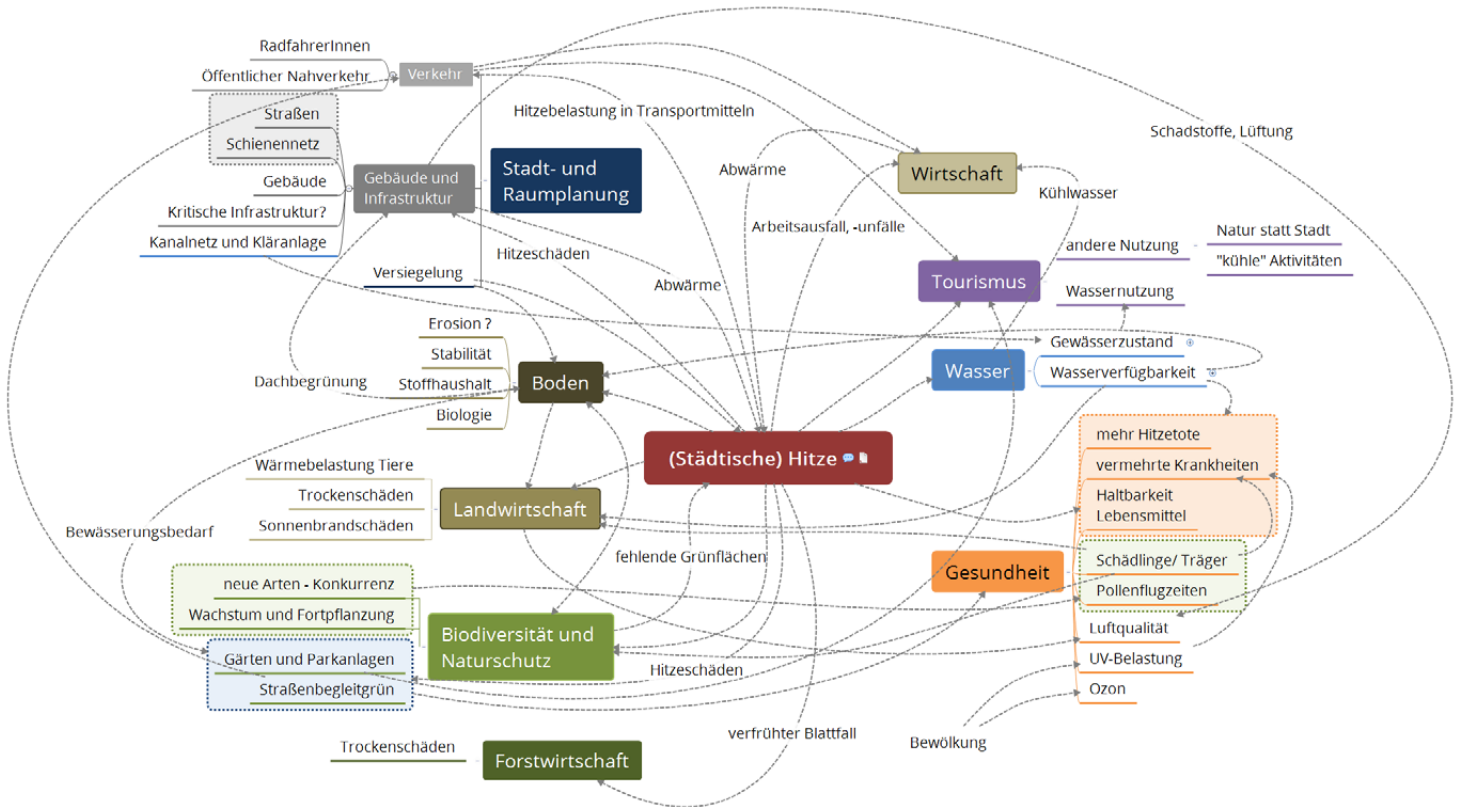 RadfahrerInnen
Öffentlicher Nahverkehr
Verkehr
Straßen
Schienennetz
Gebäude
Kritische Infrastruktur?
Kanalnetz und Kläranlage
Gebäude und
Infrastruktur
Stadt- und
Raumplanung
Versiegelung
Hitzebelastung in Transportmitteln
Abwärme
Arbeitsausfall, -unfälle
Hitzeschäden
Abwärme
Schadstoffe, Lüftung
Wirtschaft
Kühlwasser
Tourismus
andere Nutzung
Natur statt Stadt
"kühle" Aktivitäten
Wassernutzung
Wasser
Gewässerzustand
Wasserverfügbarkeit
Erosion ?
Stabilität
Stoffhaushalt
Biologie
Boden
Dachbegrünung
(Städtische) Hitze
Wärmebelastung Tiere
Trockenschäden
Sonnenbrandschäden
Landwirtschaft
Bewässerungsbedarf
fehlende Grünflächen
mehr Hitzetote
vermehrte Krankheiten
Haltbarkeit
Lebensmittel
Schädlinge/ Träger
Pollenflugzeiten
Luftqualität
UV-Belastung
Ozon
Gesundheit
neue Arten - Konkurrenz
Wachstum und Fortpflanzung
Gärten und Parkanlagen
Straßenbegleitgrün
Biodiversität und
Naturschutz
Hitzeschäden
verfrühter Blattfall
Bewölkung
Trockenschäden
Forstwirtschaft